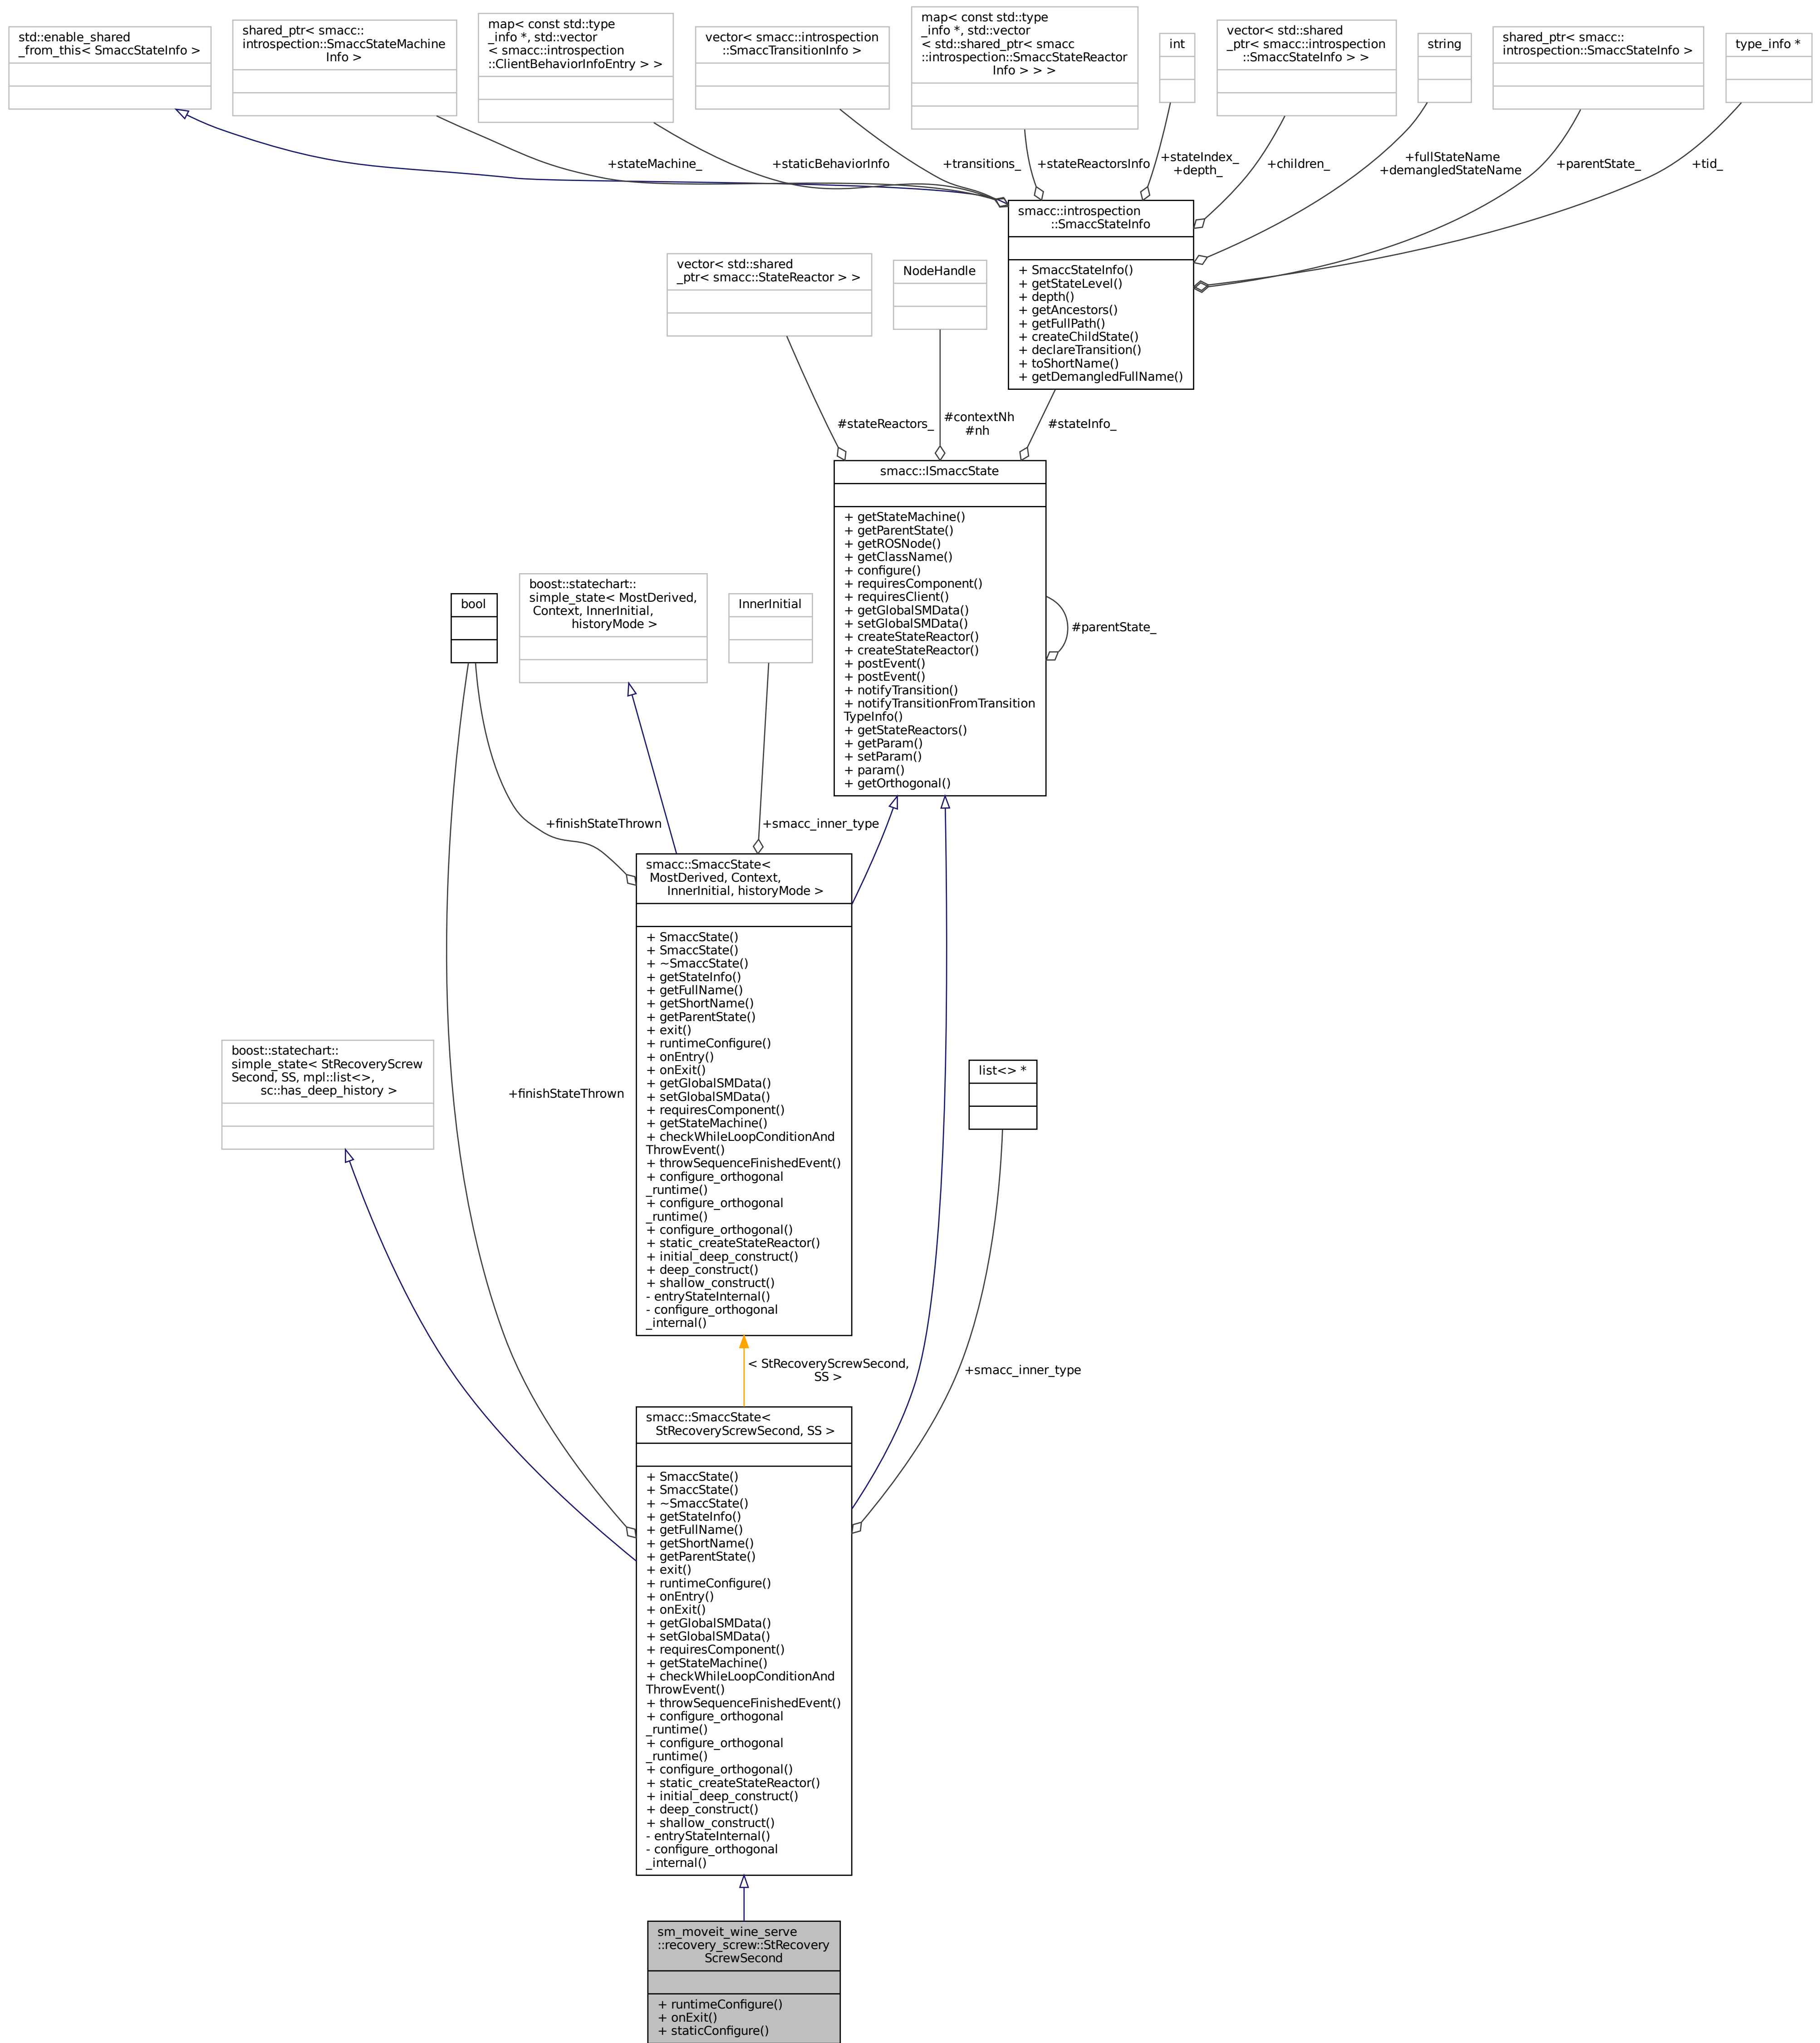 std::enable_shared
_from_this< SmaccStateInfo >
shared_ptr< smacc::
introspection::SmaccStateMachine
Info >
map< const std::type
_info *, std::vector
< smacc::introspection
::ClientBehaviorInfoEntry > >
vector< smacc::introspection
::SmaccTransitionInfo >
map< const std::type
_info *, std::vector
< std::shared_ptr< smacc
::introspection::SmaccStateReactor
Info > > >
int
vector< std::shared
_ptr< smacc::introspection
::SmaccStateInfo > >
string
shared_ptr< smacc::
introspection::SmaccStateInfo >
type_info *
+stateMachine_
+staticBehaviorInfo
+transitions_
+stateReactorsInfo
+stateIndex_
+depth_
+children_
+fullStateName
+demangledStateName
+parentState_
+tid_
smacc::introspection
::SmaccStateInfo
+ SmaccStateInfo()
+ getStateLevel()
+ depth()
+ getAncestors()
+ getFullPath()
+ createChildState()
+ declareTransition()
+ toShortName()
+ getDemangledFullName()
vector< std::shared
_ptr< smacc::StateReactor > >
NodeHandle
#stateReactors_
#contextNh
#nh
#stateInfo_
smacc::ISmaccState
+ getStateMachine()
+ getParentState()
+ getROSNode()
+ getClassName()
+ configure()
+ requiresComponent()
+ requiresClient()
+ getGlobalSMData()
+ setGlobalSMData()
+ createStateReactor()
+ createStateReactor()
+ postEvent()
+ postEvent()
+ notifyTransition()
+ notifyTransitionFromTransition
TypeInfo()
+ getStateReactors()
+ getParam()
+ setParam()
+ param()
+ getOrthogonal()
#parentState_
bool
boost::statechart::
simple_state< MostDerived,
Context, InnerInitial,
historyMode >
InnerInitial
+finishStateThrown
+smacc_inner_type
smacc::SmaccState<
MostDerived, Context,
InnerInitial, historyMode >
+ SmaccState()
+ SmaccState()
+ ~SmaccState()
+ getStateInfo()
+ getFullName()
+ getShortName()
+ getParentState()
+ exit()
+ runtimeConfigure()
+ onEntry()
+ onExit()
+ getGlobalSMData()
+ setGlobalSMData()
+ requiresComponent()
+ getStateMachine()
+ checkWhileLoopConditionAnd
ThrowEvent()
+ throwSequenceFinishedEvent()
+ configure_orthogonal
_runtime()
+ configure_orthogonal
_runtime()
+ configure_orthogonal()
+ static_createStateReactor()
+ initial_deep_construct()
+ deep_construct()
+ shallow_construct()
- entryStateInternal()
- configure_orthogonal
_internal()
boost::statechart::
simple_state< StRecoveryScrew
Second, SS, mpl::list<>,
sc::has_deep_history >
+finishStateThrown
list<> *
< StRecoveryScrewSecond,
SS >
+smacc_inner_type
smacc::SmaccState<
StRecoveryScrewSecond, SS >
+ SmaccState()
+ SmaccState()
+ ~SmaccState()
+ getStateInfo()
+ getFullName()
+ getShortName()
+ getParentState()
+ exit()
+ runtimeConfigure()
+ onEntry()
+ onExit()
+ getGlobalSMData()
+ setGlobalSMData()
+ requiresComponent()
+ getStateMachine()
+ checkWhileLoopConditionAnd
ThrowEvent()
+ throwSequenceFinishedEvent()
+ configure_orthogonal
_runtime()
+ configure_orthogonal
_runtime()
+ configure_orthogonal()
+ static_createStateReactor()
+ initial_deep_construct()
+ deep_construct()
+ shallow_construct()
- entryStateInternal()
- configure_orthogonal
_internal()
sm_moveit_wine_serve
::recovery_screw::StRecovery
ScrewSecond
+ runtimeConfigure()
+ onExit()
+ staticConfigure()